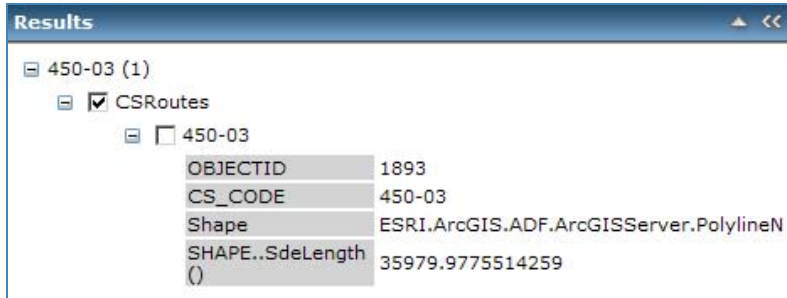 Results
450-03 (1)
CSRoutes
450-03
OBJECTID 1893
CS_CODE 450-03
Shape ESRI.ArcGIS.ADF.ArcGISServer.PolylineN
SHAPE..SdeLength
() 35979.9775514259